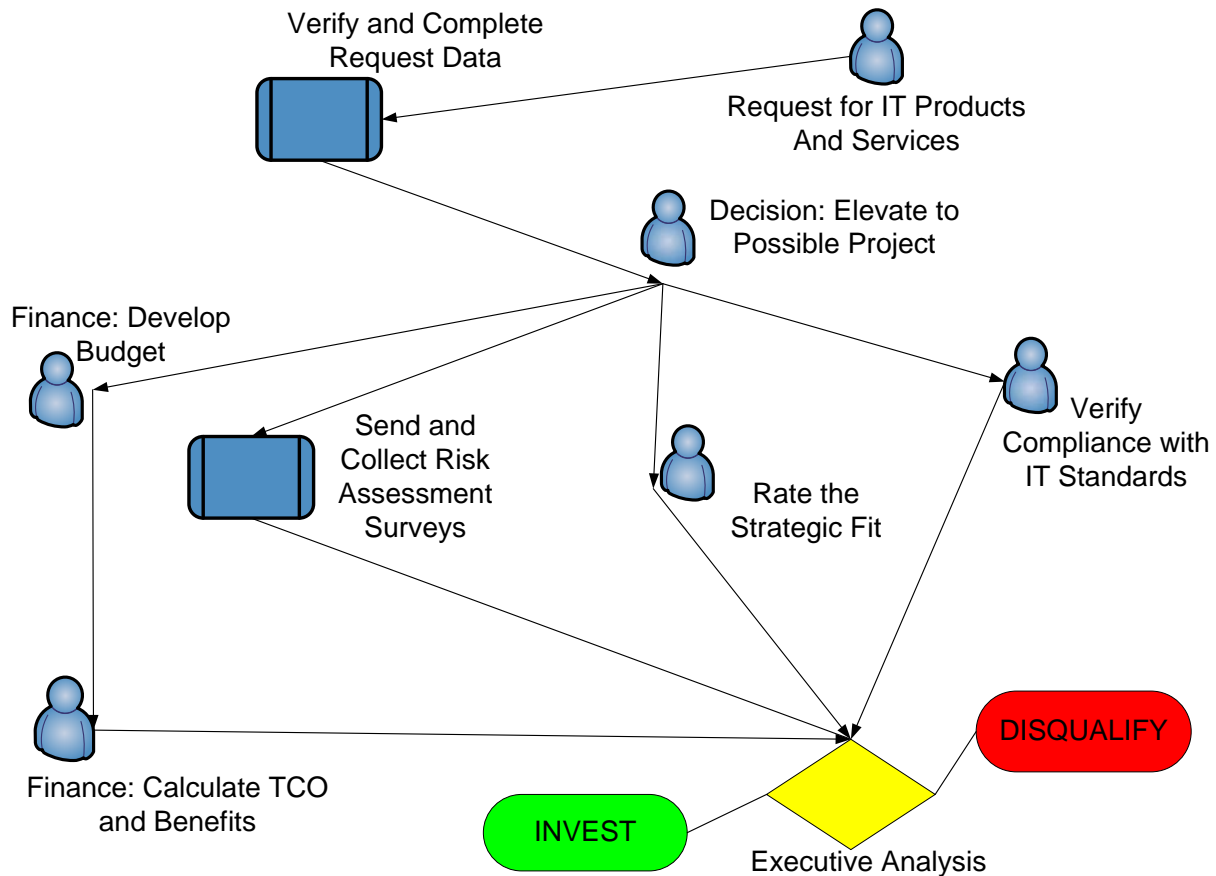 Verify and Complete
Request Data
Request for IT Products
And Services
Decision: Elevate to
Possible Project
Finance: Develop
Budget
Send and
Collect Risk
Assessment
Surveys
Rate the
Strategic Fit
Verify
Compliance with
IT Standards
Finance: Calculate TCO
and Benefits
DISQUALIFY
INVEST
Executive Analysis